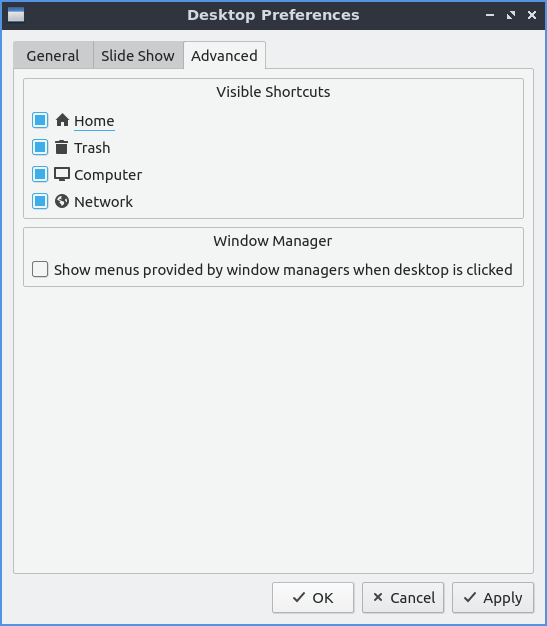 Desktop Preferences
General Slide Show Advanced
Visible Shortcuts
Home
Trash
Computer
Network
Window Manager
Show menus provided by window managers when desktop is clicked
OK Cancel Apply